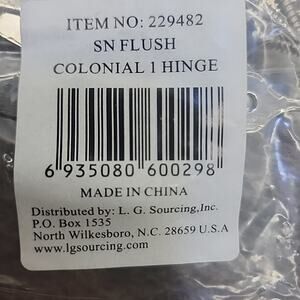 ITEM NO: 229482
SN FLUSH
COLONIAL 1 HINGE
6 935080 600298
MADE IN CHINA
Distributed by: L. G. Sourcing, Inc.
P.O. Box 1535
North Wilkesboro, N.C. 28659 U.S.A
www.lgsourcing.com